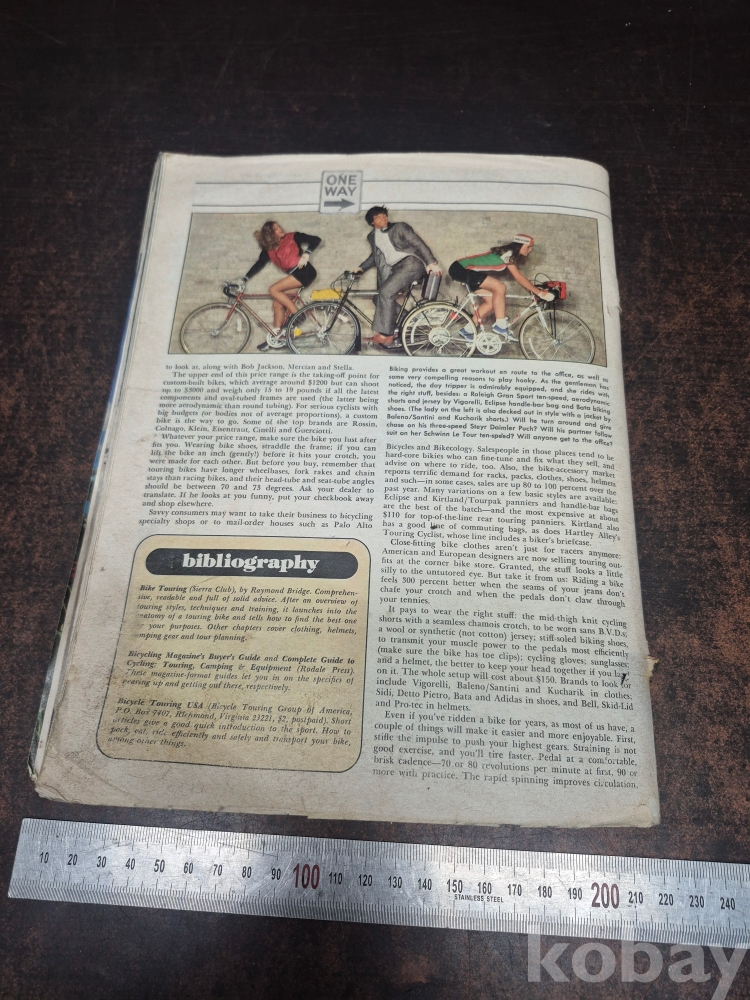 ONE
WAY
to look at, along with Bob Jackson, Mercian and Stella.
The upper end of this price range is the taking-off point for
custom-built bikes, which average around $1200 but can shoot
up to $3000 and weigh only 15 to 19 pounds if all the latest
components and oval-tubed frames are used (the latter being
more aerodynamic than round tubing). For serious cyclists with
big budgets (or bodies not of average proportions), a custom
bike is the way to go. Some of the top brands are Rossin,
Colnago, Klein, Eisentraut, Cinelli and Guerciotti.
Whatever your price range, make sure the bike you lust after
fits you. Wearing bike shoes, straddle the frame; if you can
lift the bike an inch (gently!) before it hits your crotch, you
were made for each other. But before you buy, remember that
touring bikes have longer wheelbases, fork rakes and chain
stays than racing bikes, and their head-tube and seat-tube angles
should be between 70 and 73 degrees. Ask your dealer to
translate. If he looks at you funny, put your checkbook away
and shop elsewhere.
Savvy consumers may want to take their business to bicycling
specialty shops or to mail-order houses such as Palo Alto
bibliography
Bike Touring (Sierra Club), by Raymond Bridge. Comprehen-
sive, readable and full of solid advice. After an overview of
touring styles, techniques and training, it launches into the
anatomy of a touring bike and tells how to find the best one
your purposes. Other chapters cover clothing, helmets,
mping gear and tour planning.
Bicycling Magazine's Buyer's Guide and Complete Guide to
Cycling: Touring, Camping & Equipment (Rodale Press).
These magazine-format guides let you in on the specifics of
gearing up and getting out there, respectively.
Bicycle Touring USA (Bicycle Touring Group of America,
P.O. Box 7407, Richmond, Virginia 23221, $2, postpaid). Short
articles give a good quick introduction to the sport. How to
pack, eat, ride efficiently and safely and transport your bike,
among other things.
Biking provides a great workout en route to the office, as well as
some very compelling reasons to play hooky. As the gentleman has
noticed, the day tripper is admirably equipped, and she rides with
the right stuff, besides: a Raleigh Gran Sport ten-speed, aerodynamic
shorts and jersey by Vigorelli, Eclipse handle-bar bag and Bata biking
shoes. (The lady on the left is also decked out in style with a jacket by
Baleno/Santini and Kucharik shorts.) Will he turn around and give
chase on his three-speed Steyr Daimler Puch? Will his partner follow
suit on her Schwinn Le Tour ten-speed? Will anyone get to the office?
Bicycles and Bikecology. Salespeople in those places tend to be
hard-core bikies who can fine-tune and fix what they sell, and
advise on where to ride, too. Also, the bike-accessory market
reports terrific demand for racks, packs, clothes, shoes, helmets
and such—in some cases, sales are up 80 to 100 percent over the
past year. Many variations on a few basic styles are available;
Eclipse and Kirtland/Tourpak panniers and handle-bar bags
are the best of the batch—and the most expensive at about
$110 for top-of-the-line rear touring panniers. Kirtland also
has a good line of commuting bags, as does Hartley Alley's
Touring Cyclist, whose line includes a biker's briefcase.
Close-fitting bike clothes aren't just for racers anymore:
American and European designers are now selling touring out-
fits at the corner bike store. Granted, the stuff looks a little
silly to the untutored eye. But take it from us: Riding a bike
feels 300 percent better when the seams of your jeans don't
chafe your crotch and when the pedals don't claw through
your tennies.
It pays to wear the right stuff: the mid-thigh knit cycling
shorts with a seamless chamois crotch, to be worn sans B.V.D.s;
a wool or synthetic (not cotton) jersey; stiff-soled biking shoes,
to transmit your muscle power to the pedals most efficiently
(make sure the bike has toe clips); cycling gloves; sunglasses
and a helmet, the better to keep your head together if you land
on it. The whole setup will cost about $150. Brands to look for
include Vigorelli, Baleno/Santini and Kucharik in clothes,
Sidi, Detto Pietro, Bata and Adidas in shoes, and Bell, Skid-Lid
and Pro-tec in helmets.
Even if you've ridden a bike for years, as most of us have, a
couple of things will make it easier and more enjoyable. First,
stifle the impulse to push your highest gears. Straining is not
good exercise, and you'll tire faster. Pedal at a comfortable,
brisk cadence—70 or 80 revolutions per minute at first, 90 or
more with practice. The rapid spinning improves circulation,
10 20 30 40 50 60 70 80 90 100 110 120 130 140 150 160 170 180 190 200 210 220 230 240
STAINLESS STEEL
kobay